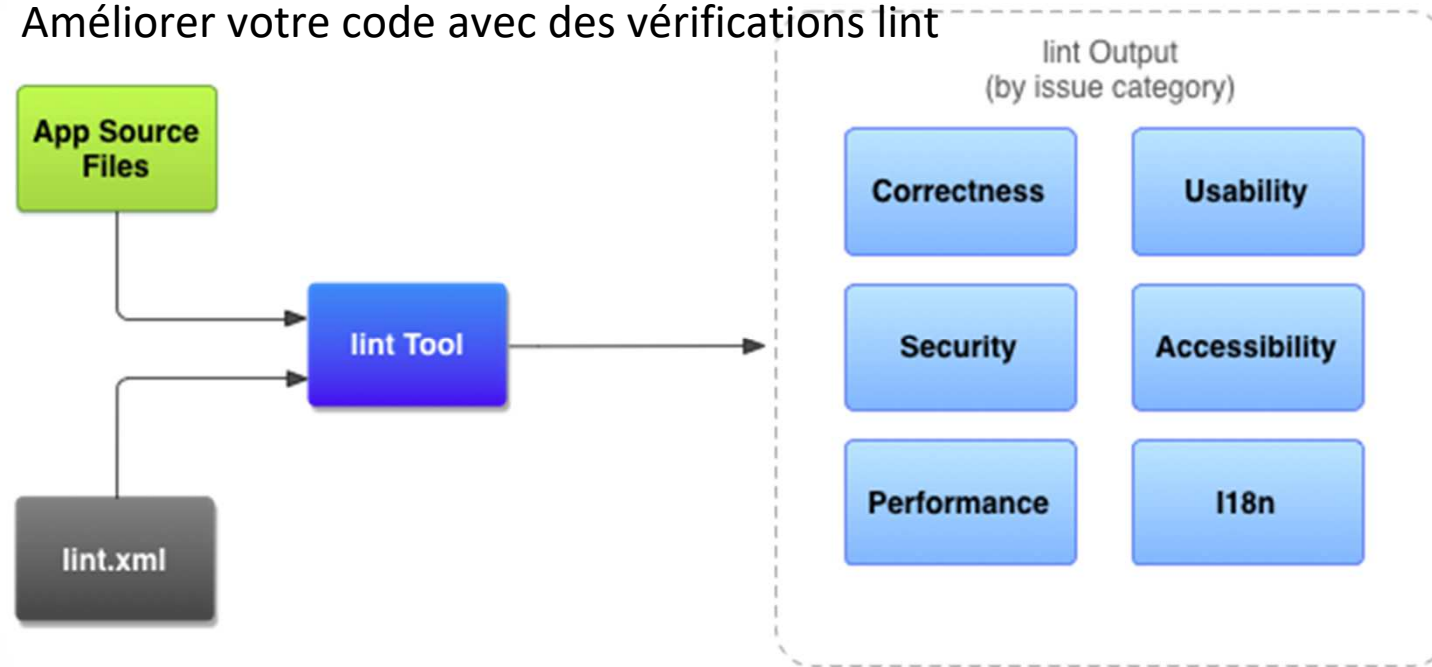 Améliorer votre code avec des vérifications lint
lint Output
(by issue category)
App Source
Files
Correctness
Usability
lint Tool
Security
Accessibility
Performance
I18n
lint.xml